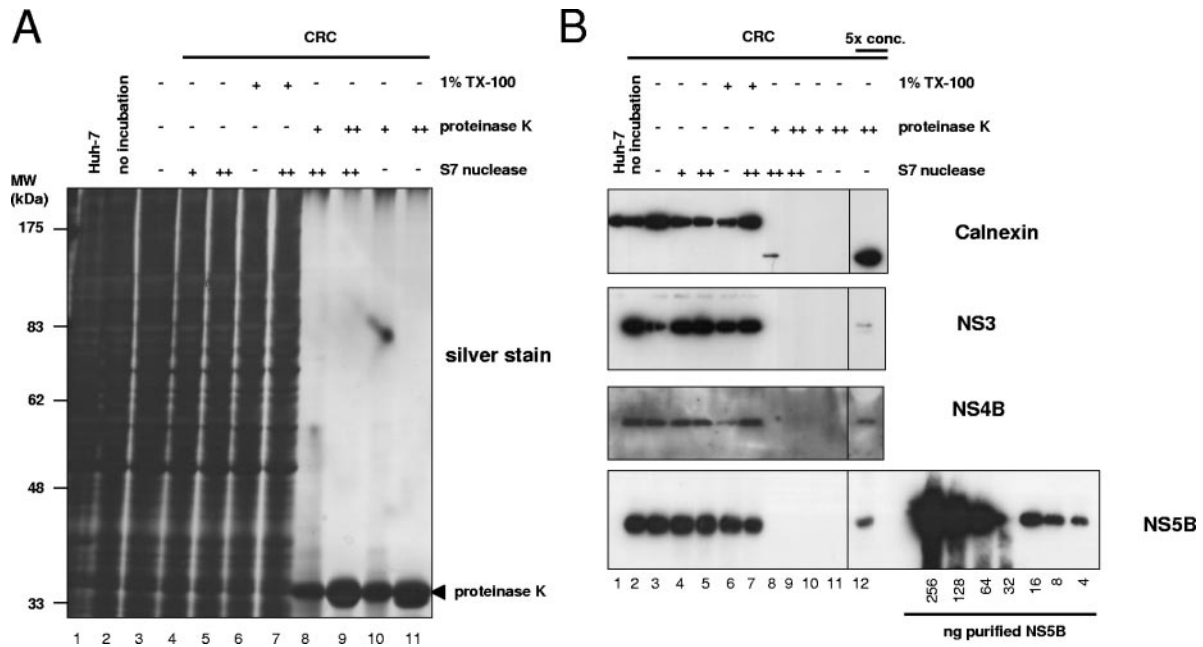 A
CRC
Huh-7
no incubation
- - - + + - - - - 1% TX-100
- - - - - + ++ + ++ proteinase K
- + ++ - ++ ++ ++ - - S7 nuclease
MW
(kDa)
175
83
62
48
33
silver stain
proteinase K
1 2 3 4 5 6 7 8 9 10 11
B
CRC
5x conc.
Huh-7
no incubation
- - - + + - - - - - 1% TX-100
- - - - - + ++ + ++ ++ proteinase K
- + ++ - ++ ++ ++ - - - S7 nuclease
Calnexin
NS3
NS4B
NS5B
1 2 3 4 5 6 7 8 9 10 11 12 256 128 64 32 16 8 4
ng purified NS5B